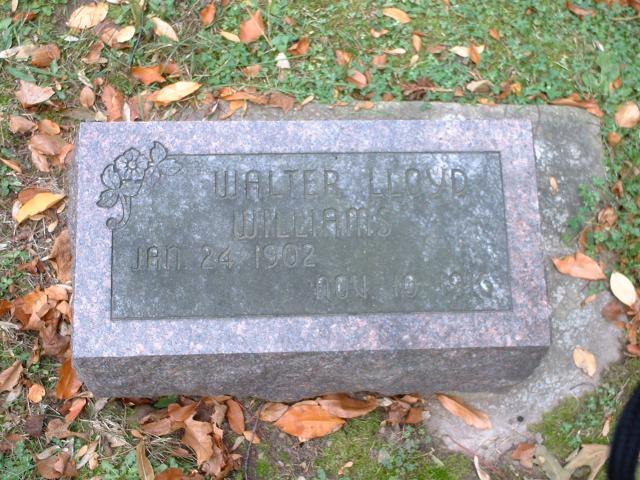 WALTER LLOYD
WILLIAMS
JAN. 24, 1902
NOV. 10,